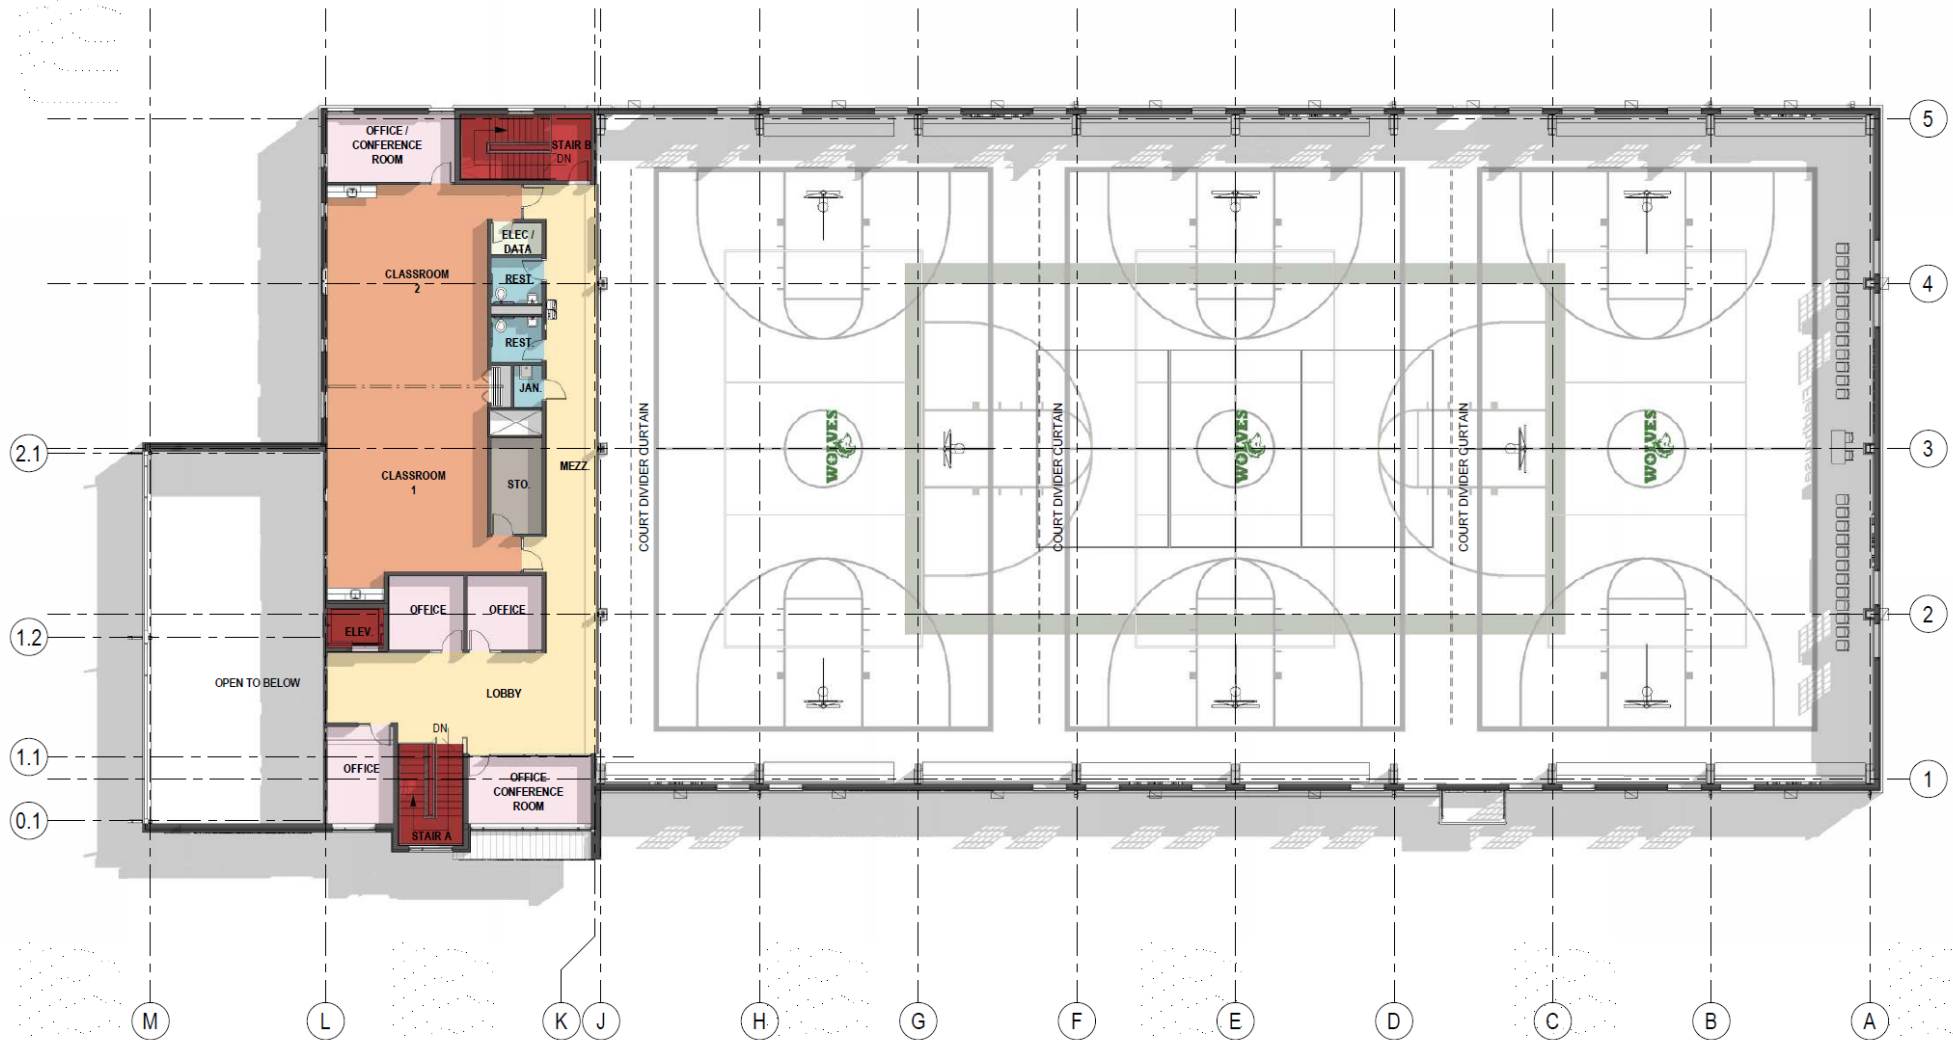 5
OFFICE /
CONFERENCE
ROOM
STAIR B
DN
ELEC /
DATA
CLASSROOM
2
REST.
4
REST.
JAN.
COURT DIVIDER CURTAIN
COURT DIVIDER CURTAIN
COURT DIVIDER CURTAIN
WOLVES
WOLVES
WOLVES
2.1
3
MEZZ.
CLASSROOM
1
STO.
OFFICE
OFFICE
2
ELEV.
1.2
OPEN TO BELOW
LOBBY
DN
1.1
OFFICE
OFFICE
CONFERENCE
ROOM
1
0.1
STAIR A
M
L
K
J
H
G
F
E
D
C
B
A